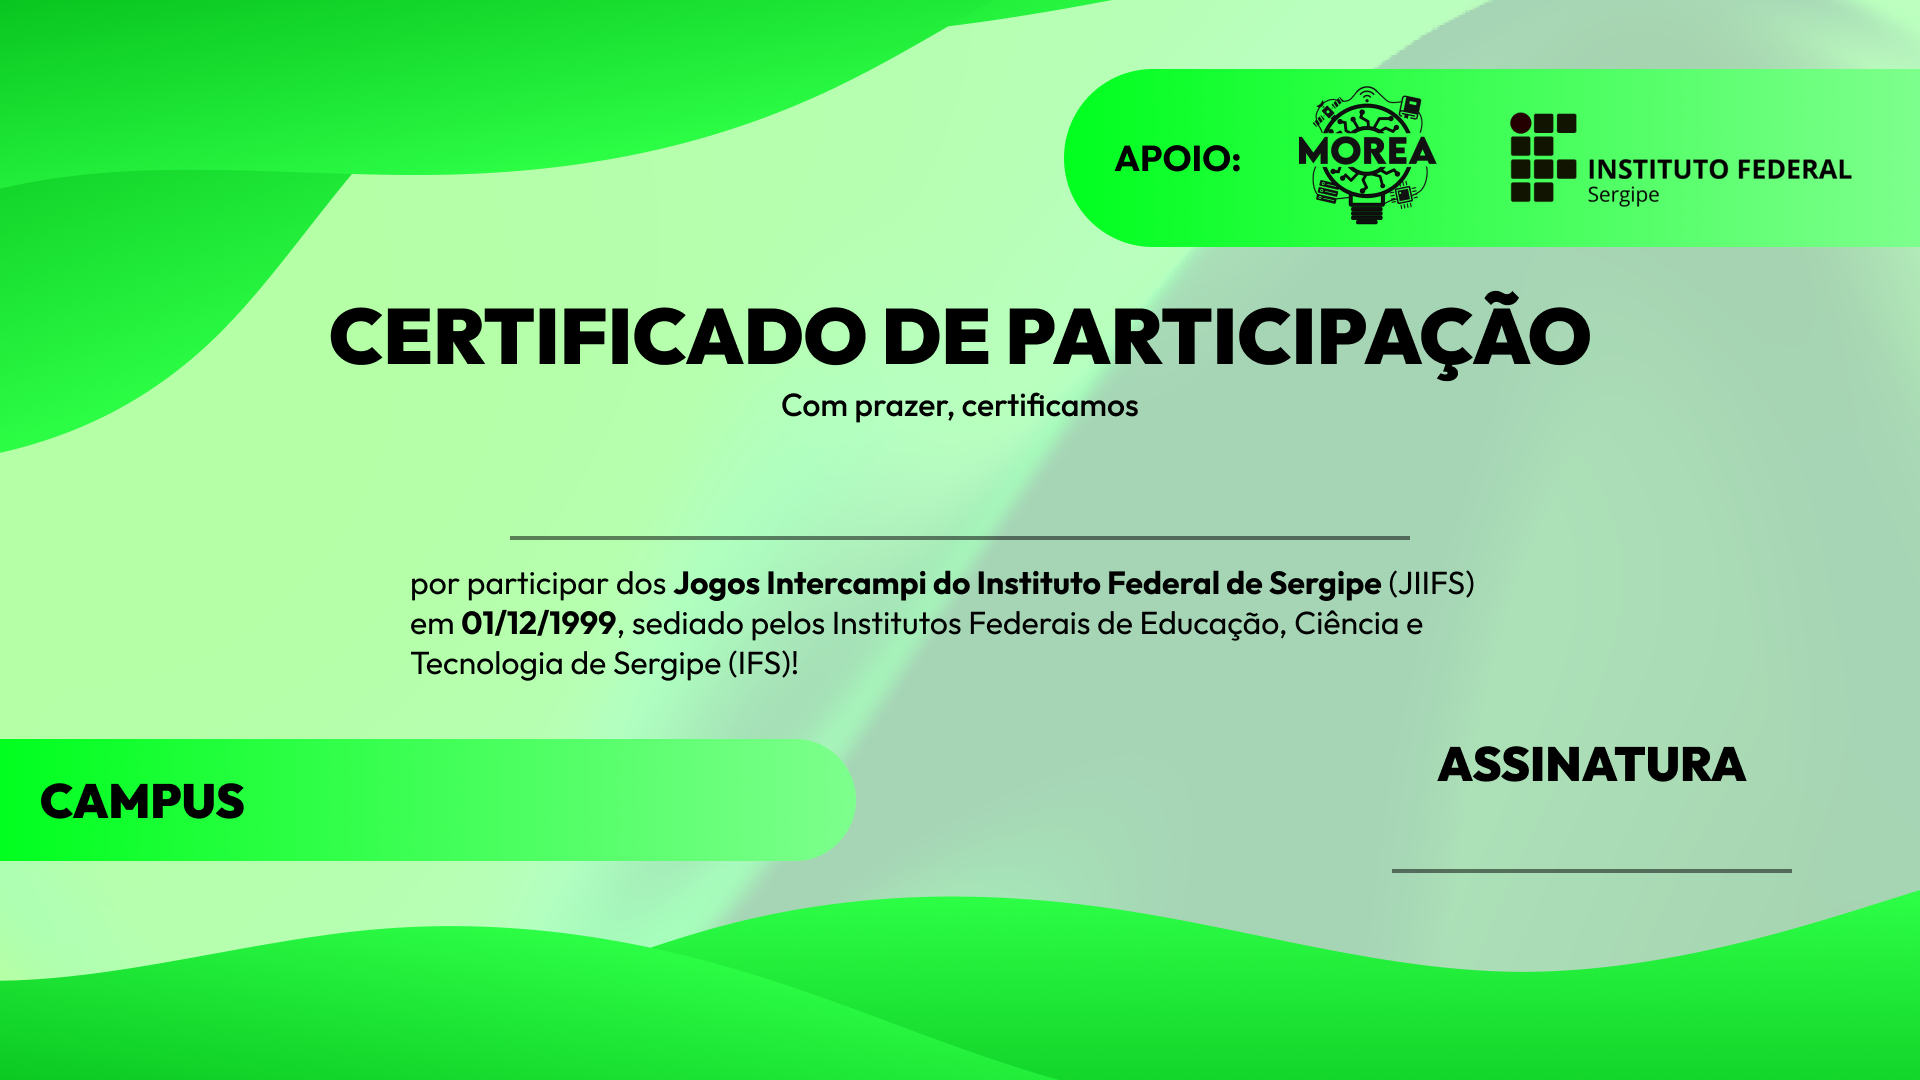 APOIO:
MOREA
INSTITUTO FEDERAL
Sergipe
CERTIFICADO DE PARTICIPAÇÃO
Com prazer, certificamos
por participar dos Jogos Intercampi do Instituto Federal de Sergipe (JIIFS)
em 01/12/1999, sediado pelos Institutos Federais de Educação, Ciência e
Tecnologia de Sergipe (IFS)!
CAMPUS
ASSINATURA